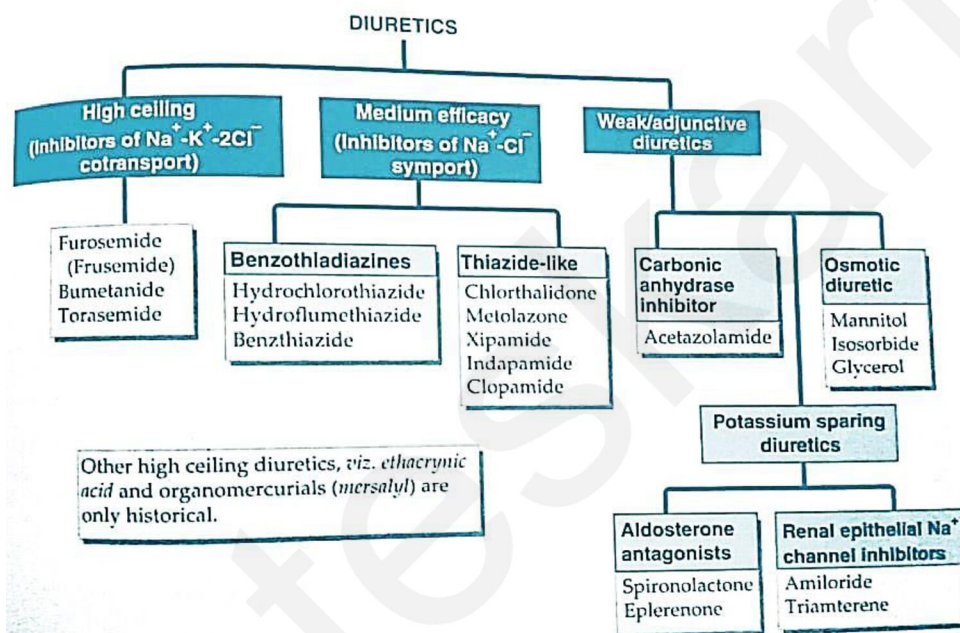 DIURETICS
High ceiling
(Inhibitors of Na⁺-K⁺-2Cl⁻
cotransport)
Medium efficacy
(Inhibitors of Na⁺-Cl⁻
symport)
Weak/adjunctive
diuretics
Furosemide
(Frusemide)
Bumetanide
Torasemide
Benzothiadiazines
Hydrochlorothiazide
Hydroflumethiazide
Benzthiazide
Thiazide-like
Chlorthalidone
Metolazone
Xipamide
Indapamide
Clopamide
Carbonic
anhydrase
inhibitor
Acetazolamide
Osmotic
diuretic
Mannitol
Isosorbide
Glycerol
Potassium sparing
diuretics
Aldosterone
antagonists
Spironolactone
Eplerenone
Renal epithelial Na⁺
channel inhibitors
Amiloride
Triamterene
Other high ceiling diuretics, viz. ethacrynic
acid and organomercurials (mersalyl) are
only historical.